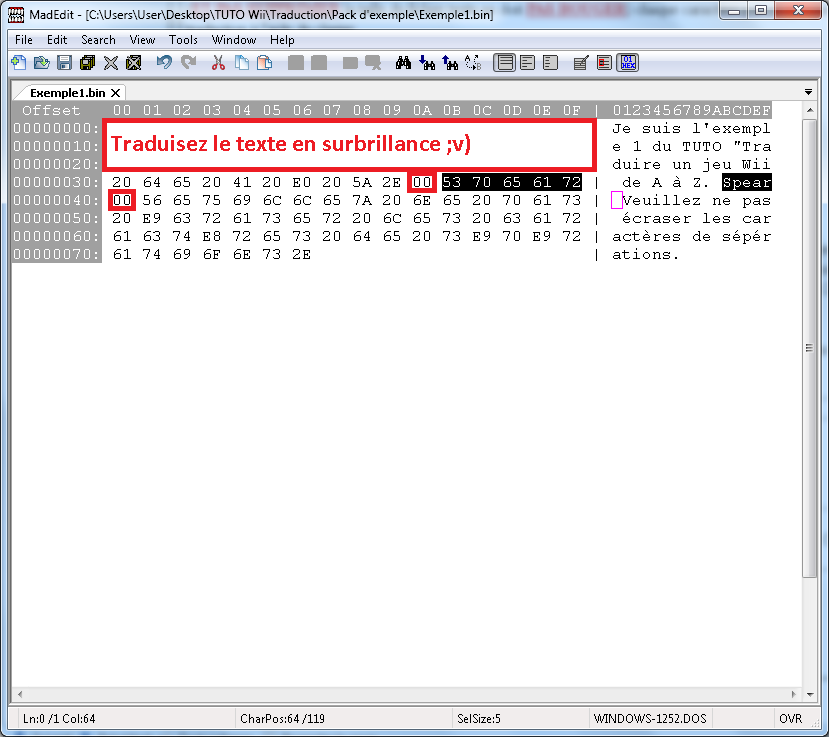 MadEdit - [C:\Users\User\Desktop\TUTO Wii\Traduction\Pack d'exemple\Exemple1.bin]
File Edit Search View Tools Window Help
Exemple1.bin
Offset 00 01 02 03 04 05 06 07 08 09 0A 0B 0C 0D 0E 0F | 0123456789ABCDEF
00000000: Je suis l'exempl
Traduisez le texte en surbrillance ;v)
00000010: e 1 du TUTO "Tra
00000020: duire un jeu Wii
00000030: 20 64 65 20 41 20 E0 20 5A 2E 00 53 70 65 61 72 | de A à Z. Spear
00000040: 00 56 65 75 69 6C 6C 65 7A 20 6E 65 20 70 61 73 | Veuillez ne pas
00000050: 20 E9 63 72 61 73 65 72 20 6C 65 73 20 63 61 72 | écraser les car
00000060: 61 63 74 E8 72 65 73 20 64 65 20 73 E9 70 E9 72 | actères de sépér
00000070: 61 74 69 6F 6E 73 2E | ations.
Ln:0 /1 Col:64 CharPos:64 /119 SelSize:5 WINDOWS-1252.DOS OVR